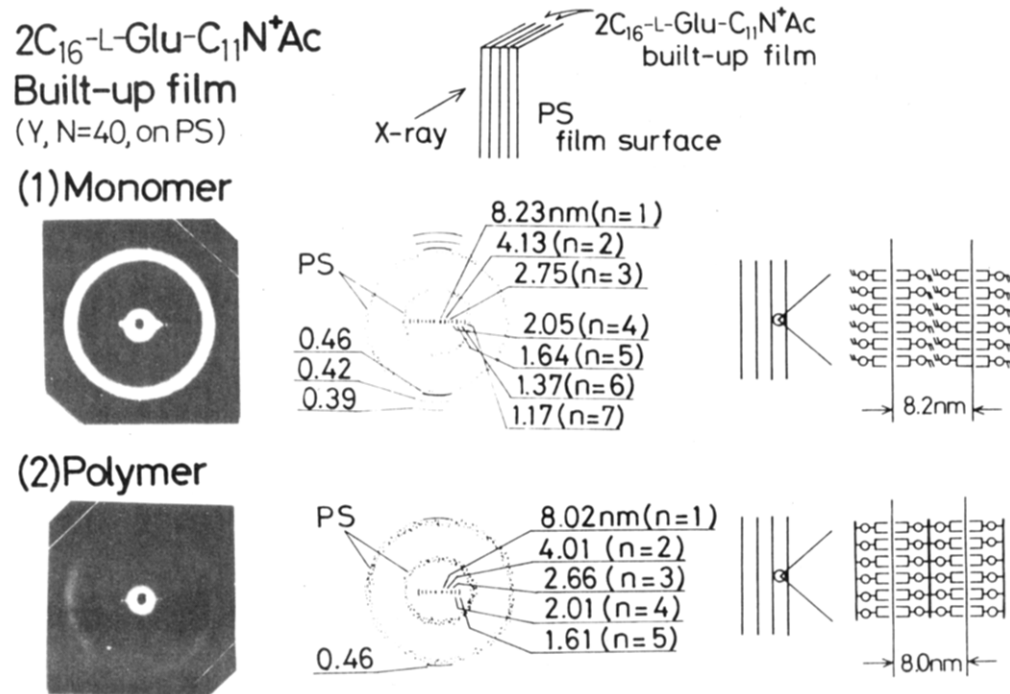 2C₁₆-L-Glu-C₁₁N⁺Ac
Built-up film
(Y, N=40, on PS)
2C₁₆-L-Glu-C₁₁N⁺Ac
built-up film
X-ray
PS
film surface
(1) Monomer
PS
8.23nm(n=1)
4.13(n=2)
2.75(n=3)
2.05(n=4)
1.64(n=5)
1.37(n=6)
1.17(n=7)
0.46
0.42
0.39
8.2nm
(2) Polymer
PS
8.02nm(n=1)
4.01 (n=2)
2.66 (n=3)
2.01 (n=4)
1.61 (n=5)
0.46
8.0nm